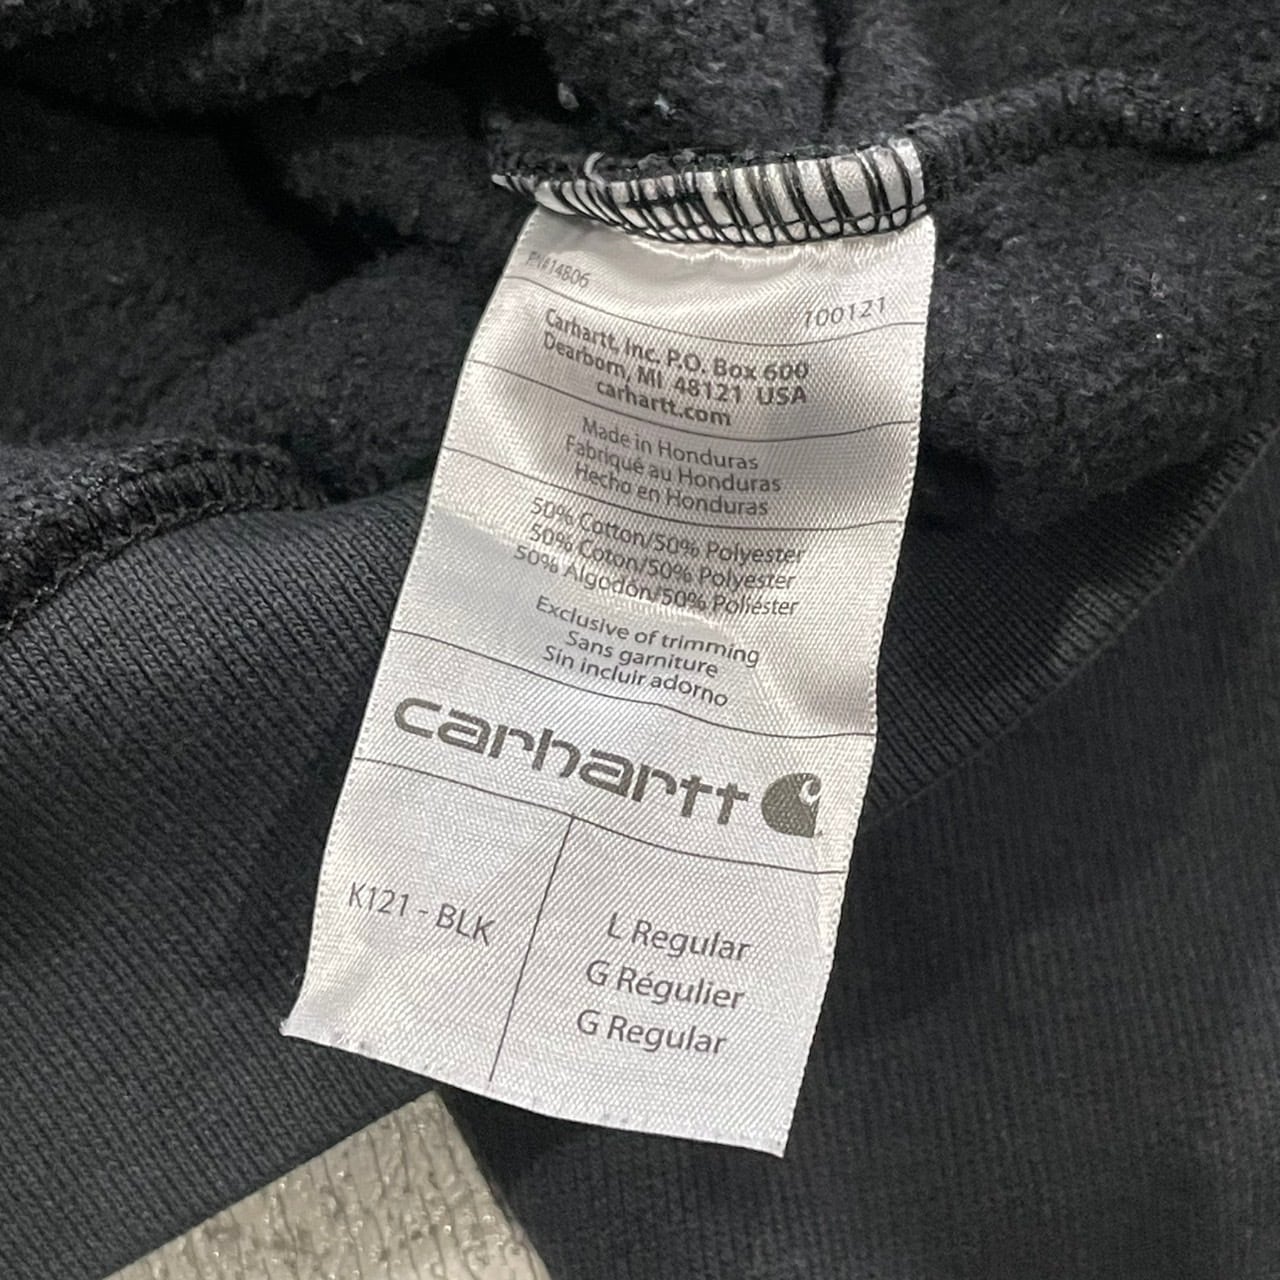 100121
Carhartt, Inc. P.O. Box 600
Dearborn, MI 48121 USA
carhartt.com
Made in Honduras
Fabriqué au Honduras
Hecho en Honduras
50% Cotton/50% Polyester
50% Coton/50% Polyester
50% Algodón/50% Poliéster
Exclusive of trimming
Sans garniture
Sin incluir adorno
carhartt
K121 - BLK
L Regular
G Régulier
G Regular